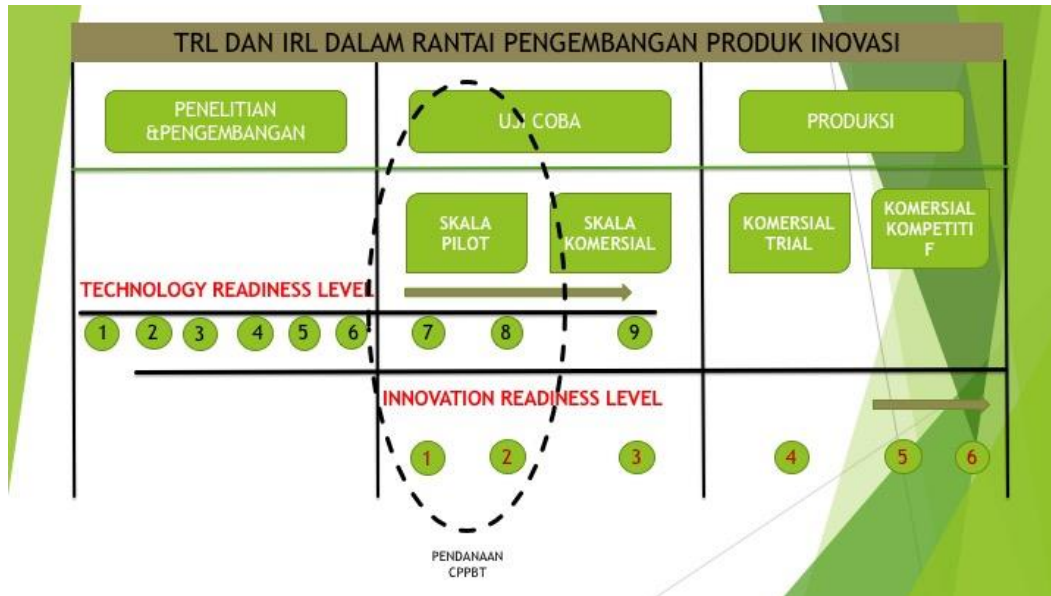 TRL DAN IRL DALAM RANTAI PENGEMBANGAN PRODUK INOVASI
PENELITIAN
&PENGEMBANGAN
UJI COBA
PRODUKSI
SKALA
PILOT
SKALA
KOMERSIAL
KOMERSIAL
TRIAL
KOMERSIAL
KOMPETITI
F
TECHNOLOGY READINESS LEVEL
1 2 3 4 5 6 7 8 9
INNOVATION READINESS LEVEL
1 2 3 4 5 6
PENDANAAN
CPPBT